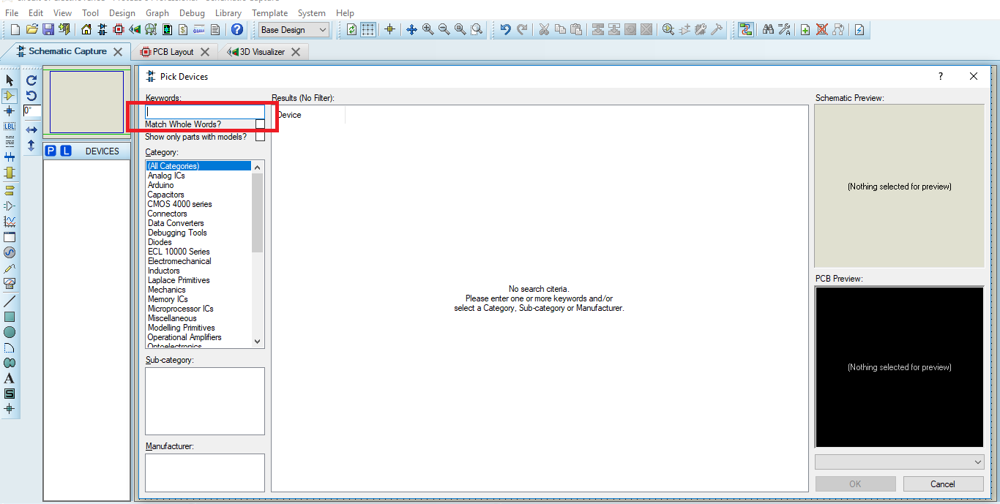 File Edit View Tool Design Graph Debug Library Template System Help
Base Design
Schematic Capture
PCB Layout
3D Visualizer
Pick Devices
?
Keywords:
Results (No Filter):
Schematic Preview:
Device
Match Whole Words?
Show only parts with models?
0°
LBL
P L DEVICES
Category:
(All Categories)
Analog ICs
Arduino
Capacitors
CMOS 4000 series
Connectors
Data Converters
Debugging Tools
Diodes
ECL 10000 Series
Electromechanical
Inductors
Laplace Primitives
Mechanics
Memory ICs
Microprocessor ICs
Miscellaneous
Modelling Primitives
Operational Amplifiers
Optoelectronics
(Nothing selected for preview)
PCB Preview:
No search citeria.
Please enter one or more keywords and/or
select a Category, Sub-category or Manufacturer.
Sub-category:
(Nothing selected for preview)
A
S
Manufacturer:
OK
Cancel